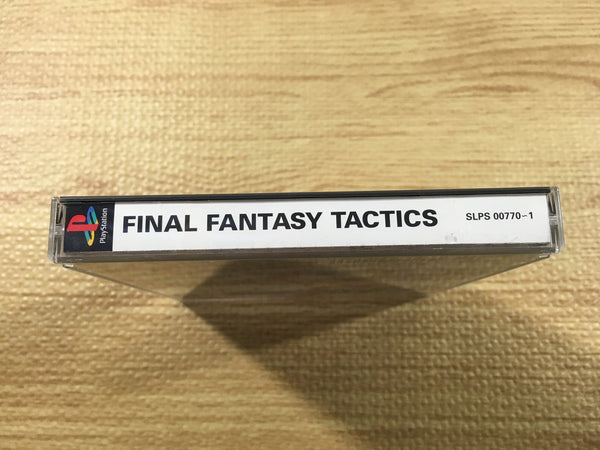 PlayStation
FINAL FANTASY TACTICS SLPS 00770-1